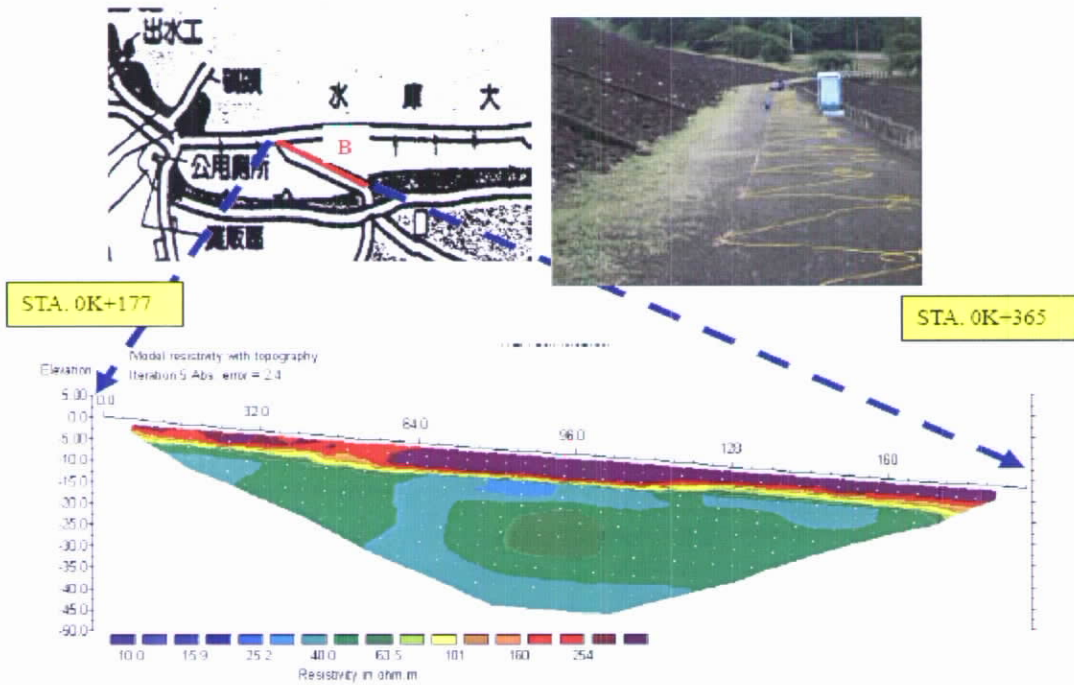 出水工
水 庫 大
B
公用廁所
STA. 0K+177
STA. 0K+365
Model resistivity with topography
Iteration 5 Abs. error = 2.4
Elevation
5.00
0.0
32.0
64.0
96.0
128
160
0.0
-5.00
-10.0
-15.0
-20.0
-25.0
-30.0
-35.0
-40.0
-45.0
-50.0
10.0 15.9 25.2 40.0 63.5 101 160 254
Resistivity in ohm.m